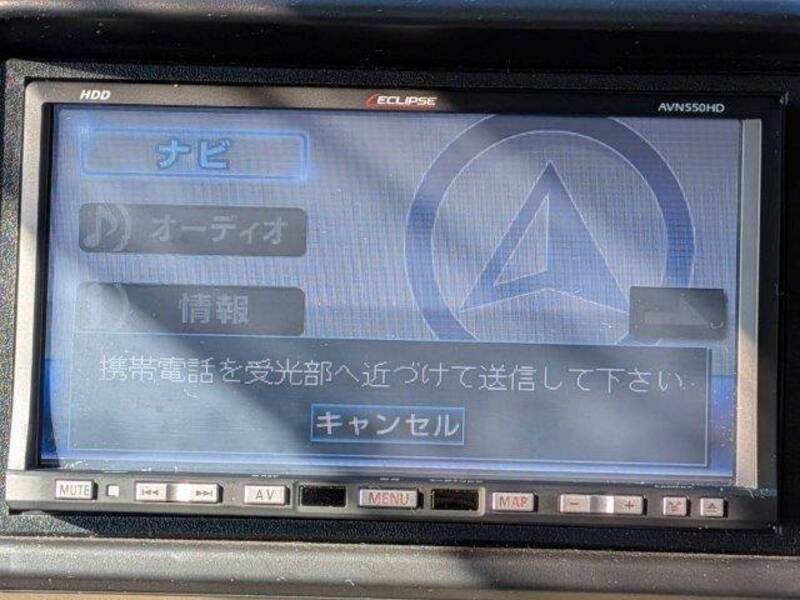 HDD
ECLIPSE
AVN550HD
ナビ
オーディオ
情報
携帯電話を受光部へ近づけて送信して下さい
キャンセル
MUTE
AV
MENU
MAP
− +